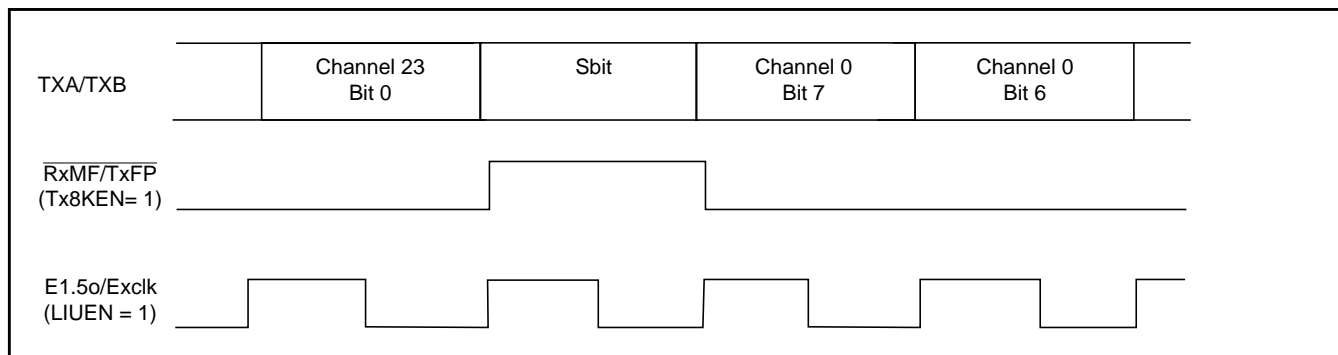 TXA/TXB
Channel 23
Bit 0
Sbit
Channel 0
Bit 7
Channel 0
Bit 6
RxMF/TxFP
(Tx8KEN= 1)
E1.5o/Exclk
(LIUEN = 1)